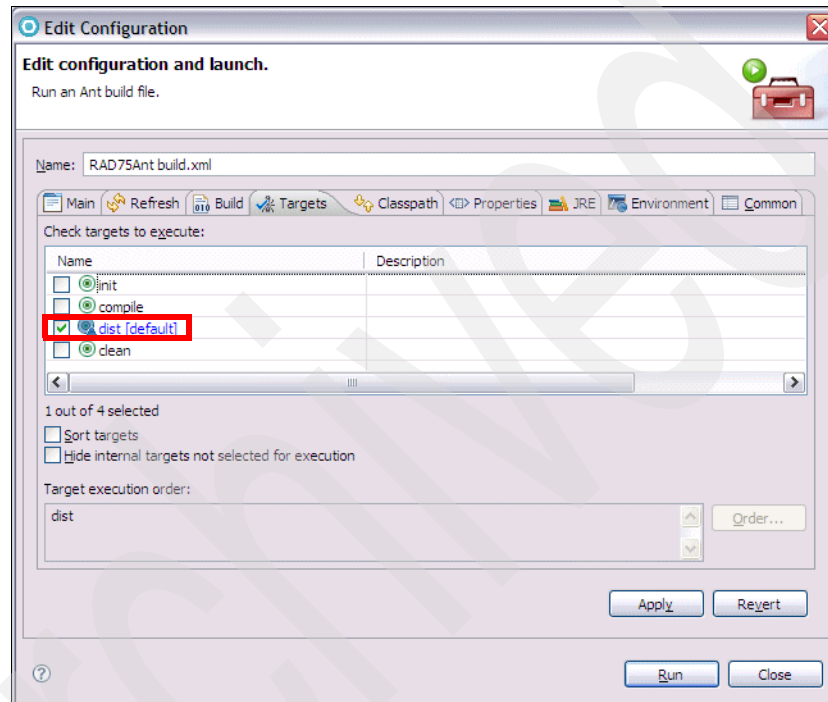 Edit Configuration
Edit configuration and launch.
Run an Ant build file.
Name: RAD75Ant build.xml
Main Refresh Build Targets Classpath Properties JRE Environment Common
Check targets to execute:
Name Description
init
compile
dist [default]
clean
1 out of 4 selected
Sort targets
Hide internal targets not selected for execution
Target execution order:
dist
Order...
Apply Revert
Run Close